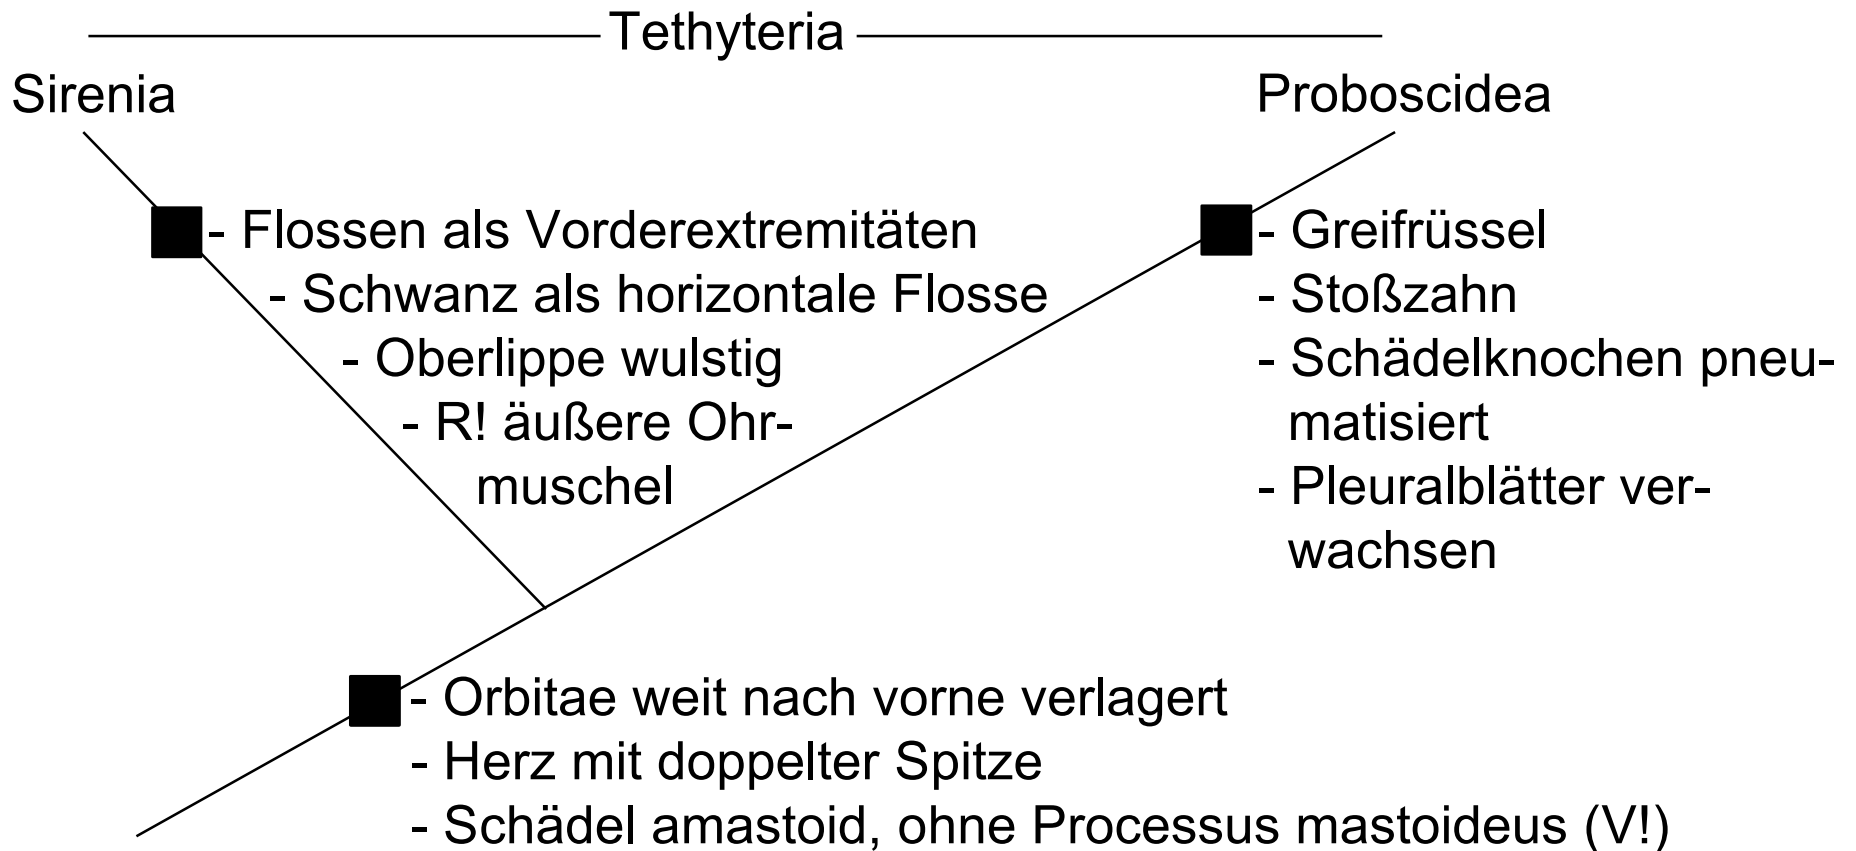 Tethyteria
Sirenia
Proboscidea
- Flossen als Vorderextremitäten
- Schwanz als horizontale Flosse
- Oberlippe wulstig
- R! äußere Ohr-
muschel
- Greifrüssel
- Stoßzahn
- Schädelknochen pneu-
matisiert
- Pleuralblätter ver-
wachsen
- Orbitae weit nach vorne verlagert
- Herz mit doppelter Spitze
- Schädel amastoid, ohne Processus mastoideus (V!)